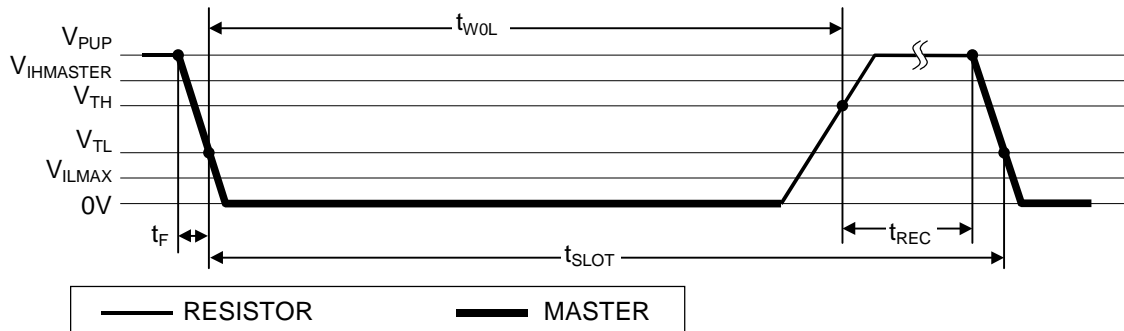 tW0L
VPUP
VIHMASTER
VTH
VTL
VILMAX
0V
tF
tREC
tSLOT
RESISTOR MASTER